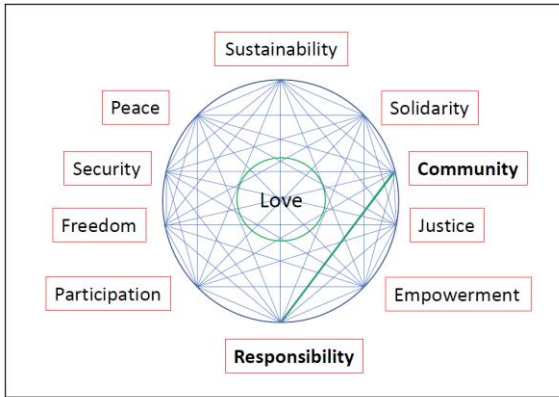 Sustainability
Peace
Solidarity
Security
Community
Love
Freedom
Justice
Participation
Empowerment
Responsibility